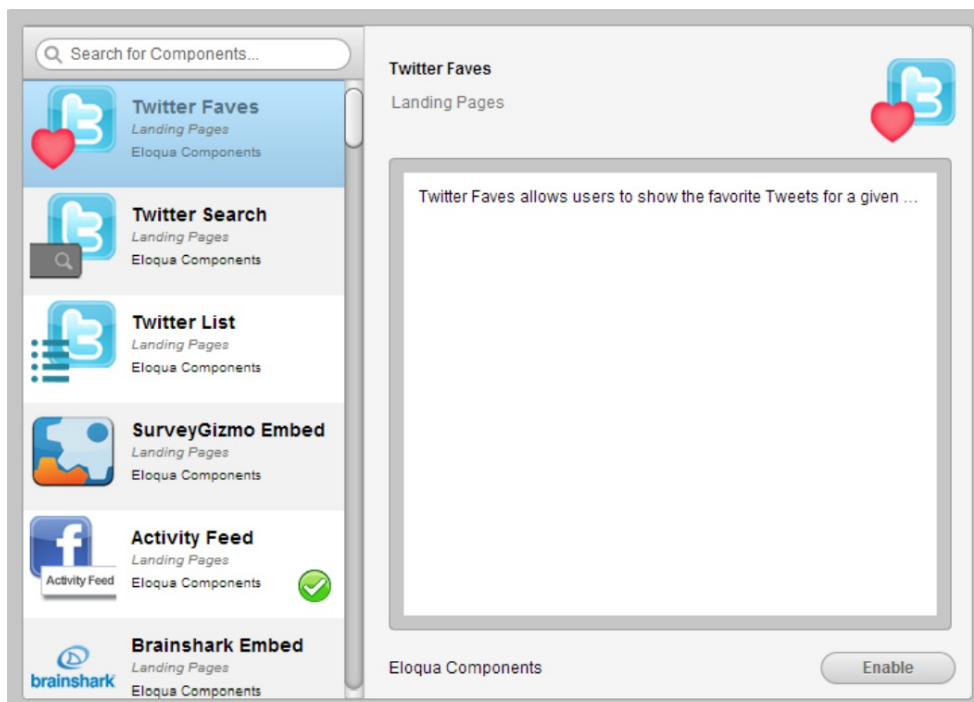 Search for Components...
Twitter Faves
Landing Pages
Eloqua Components
Twitter Search
Landing Pages
Eloqua Components
Twitter List
Landing Pages
Eloqua Components
SurveyGizmo Embed
Landing Pages
Eloqua Components
Activity Feed
Activity Feed
Landing Pages
Eloqua Components
Brainshark Embed
brainshark
Landing Pages
Eloqua Components
Twitter Faves
Landing Pages
Twitter Faves allows users to show the favorite Tweets for a given ...
Eloqua Components
Enable